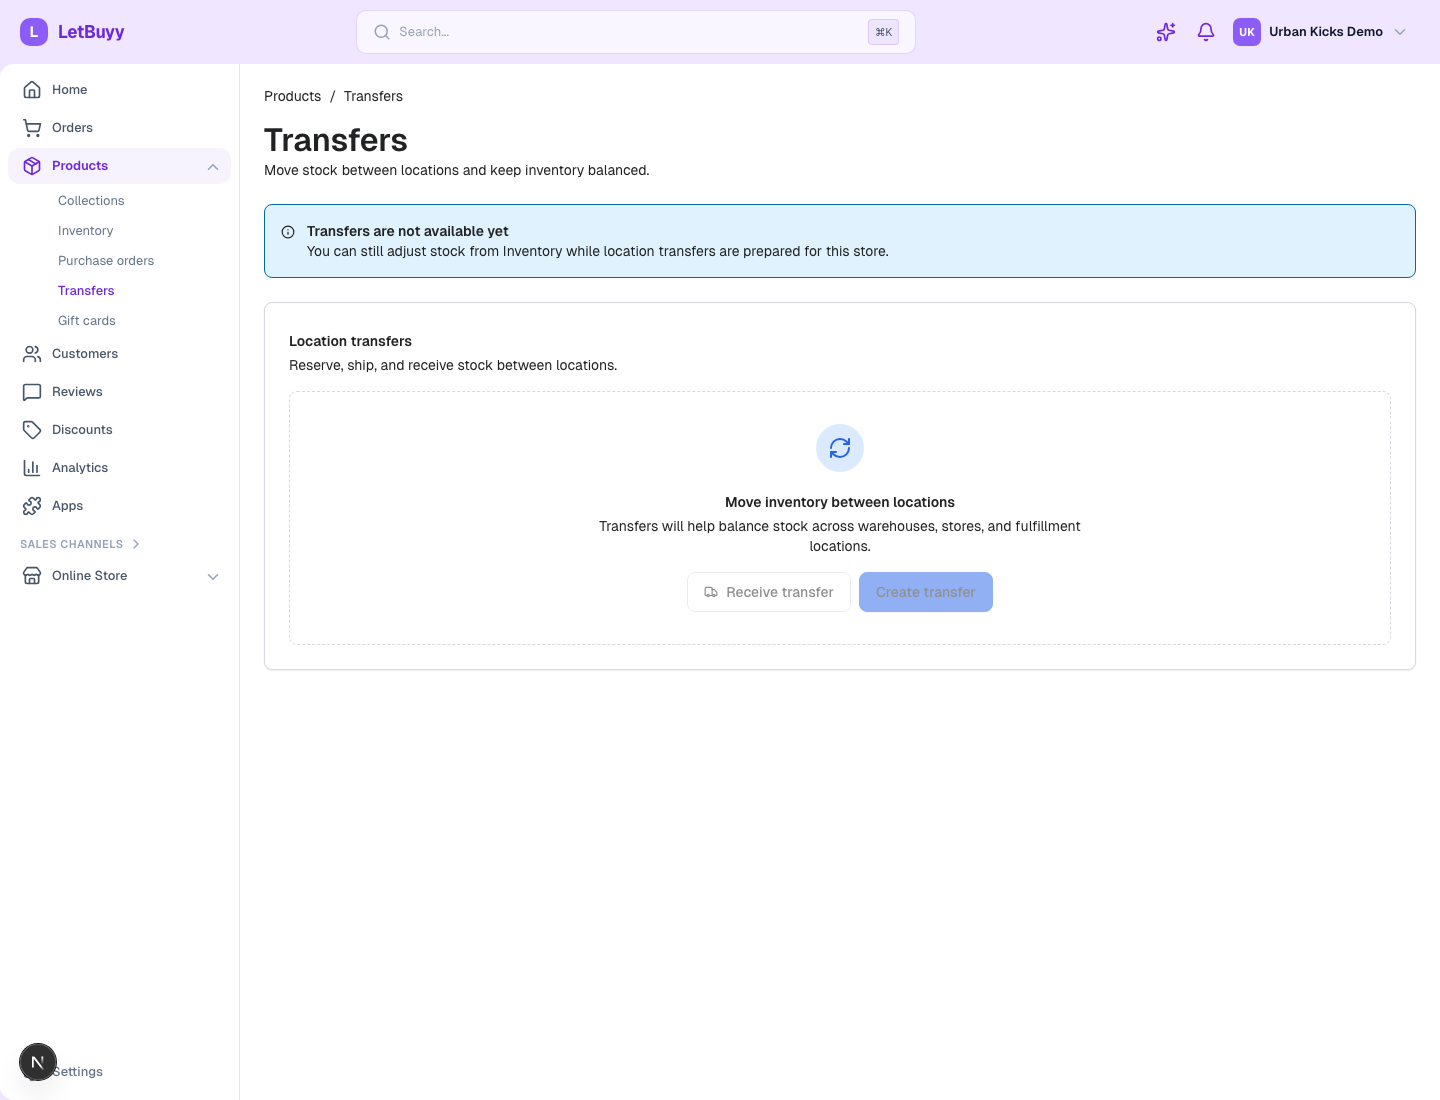 L LetBuyy
Search...
⌘K
UK Urban Kicks Demo
Home
Orders
Products
Collections
Inventory
Purchase orders
Transfers
Gift cards
Customers
Reviews
Discounts
Analytics
Apps
SALES CHANNELS
Online Store
N
Settings
Products / Transfers
Transfers
Move stock between locations and keep inventory balanced.
Transfers are not available yet
You can still adjust stock from Inventory while location transfers are prepared for this store.
Location transfers
Reserve, ship, and receive stock between locations.
Move inventory between locations
Transfers will help balance stock across warehouses, stores, and fulfillment
locations.
Receive transfer
Create transfer